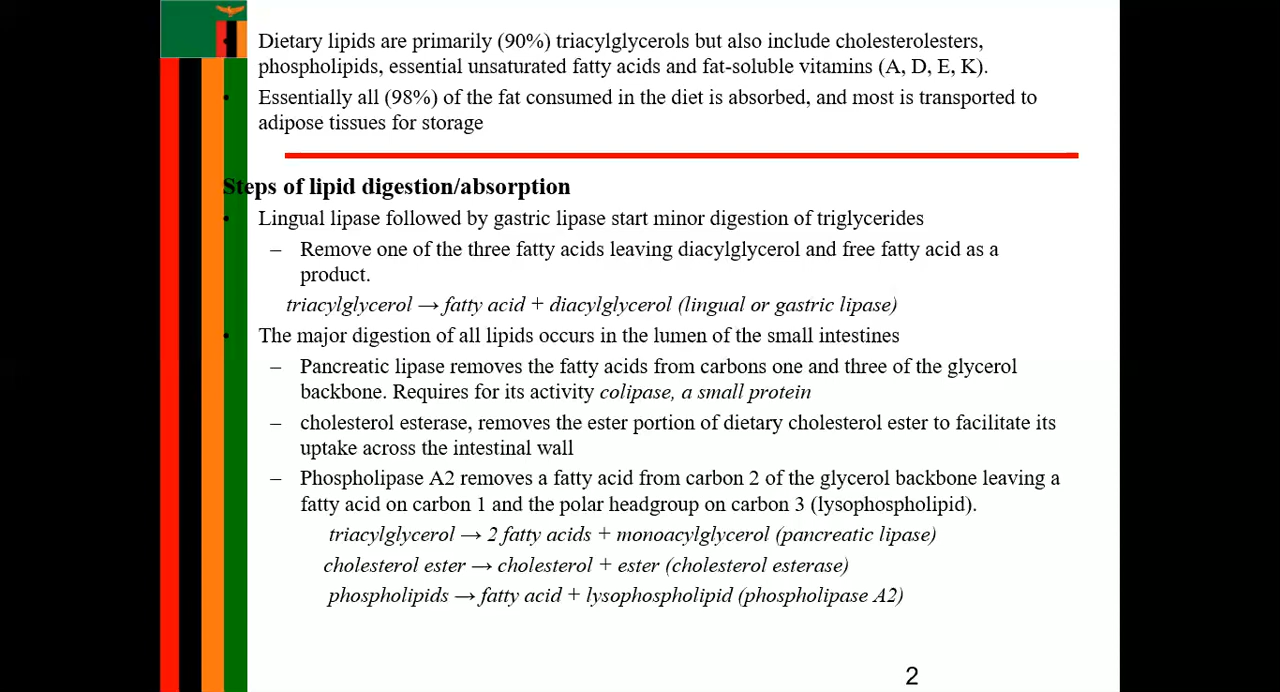 • Dietary lipids are primarily (90%) triacylglycerols but also include cholesterolesters,
phospholipids, essential unsaturated fatty acids and fat-soluble vitamins (A, D, E, K).
• Essentially all (98%) of the fat consumed in the diet is absorbed, and most is transported to
adipose tissues for storage
Steps of lipid digestion/absorption
• Lingual lipase followed by gastric lipase start minor digestion of triglycerides
– Remove one of the three fatty acids leaving diacylglycerol and free fatty acid as a
product.
triacylglycerol → fatty acid + diacylglycerol (lingual or gastric lipase)
• The major digestion of all lipids occurs in the lumen of the small intestines
– Pancreatic lipase removes the fatty acids from carbons one and three of the glycerol
backbone. Requires for its activity colipase, a small protein
– cholesterol esterase, removes the ester portion of dietary cholesterol ester to facilitate its
uptake across the intestinal wall
– Phospholipase A2 removes a fatty acid from carbon 2 of the glycerol backbone leaving a
fatty acid on carbon 1 and the polar headgroup on carbon 3 (lysophospholipid).
triacylglycerol → 2 fatty acids + monoacylglycerol (pancreatic lipase)
cholesterol ester → cholesterol + ester (cholesterol esterase)
phospholipids → fatty acid + lysophospholipid (phospholipase A2)
2